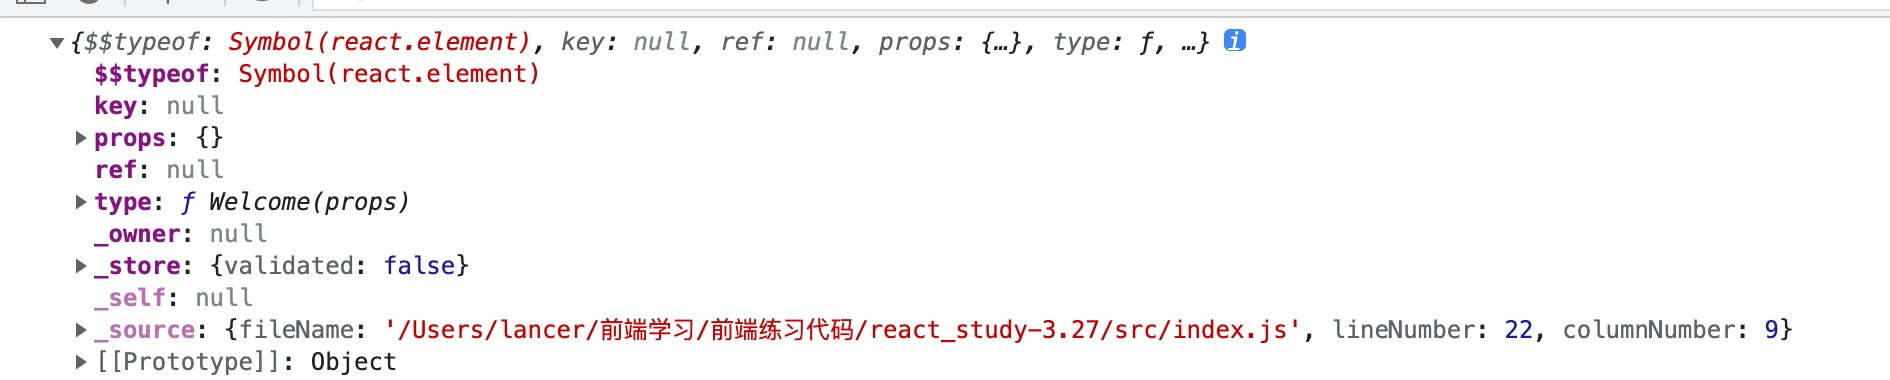 {$$typeof: Symbol(react.element), key: null, ref: null, props: {…}, type: ƒ, …} i
$$typeof: Symbol(react.element)
key: null
props: {}
ref: null
type: ƒ Welcome(props)
_owner: null
_store: {validated: false}
_self: null
_source: {fileName: '/Users/lancer/前端学习/前端练习代码/react_study-3.27/src/index.js', lineNumber: 22, columnNumber: 9}
[[Prototype]]: Object